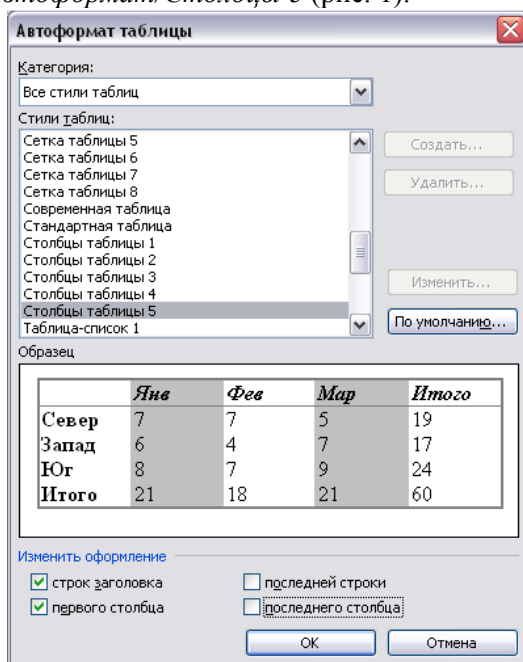 тоформат/Столбцы 5 (рис. 1).
Автоформат таблицы
Категория:
Все стили таблиц
Стили таблиц:
Сетка таблицы 5
Сетка таблицы 6
Сетка таблицы 7
Сетка таблицы 8
Современная таблица
Стандартная таблица
Столбцы таблицы 1
Столбцы таблицы 2
Столбцы таблицы 3
Столбцы таблицы 4
Столбцы таблицы 5
Таблица-список 1
Создать...
Удалить...
Изменить...
По умолчанию...
Образец
Янв Фев Мар Итого
Север 7 7 5 19
Запад 6 4 7 17
Юг 8 7 9 24
Итого 21 18 21 60
Изменить оформление
строк заголовка последней строки
первого столбца последнего столбца
ОК Отмена